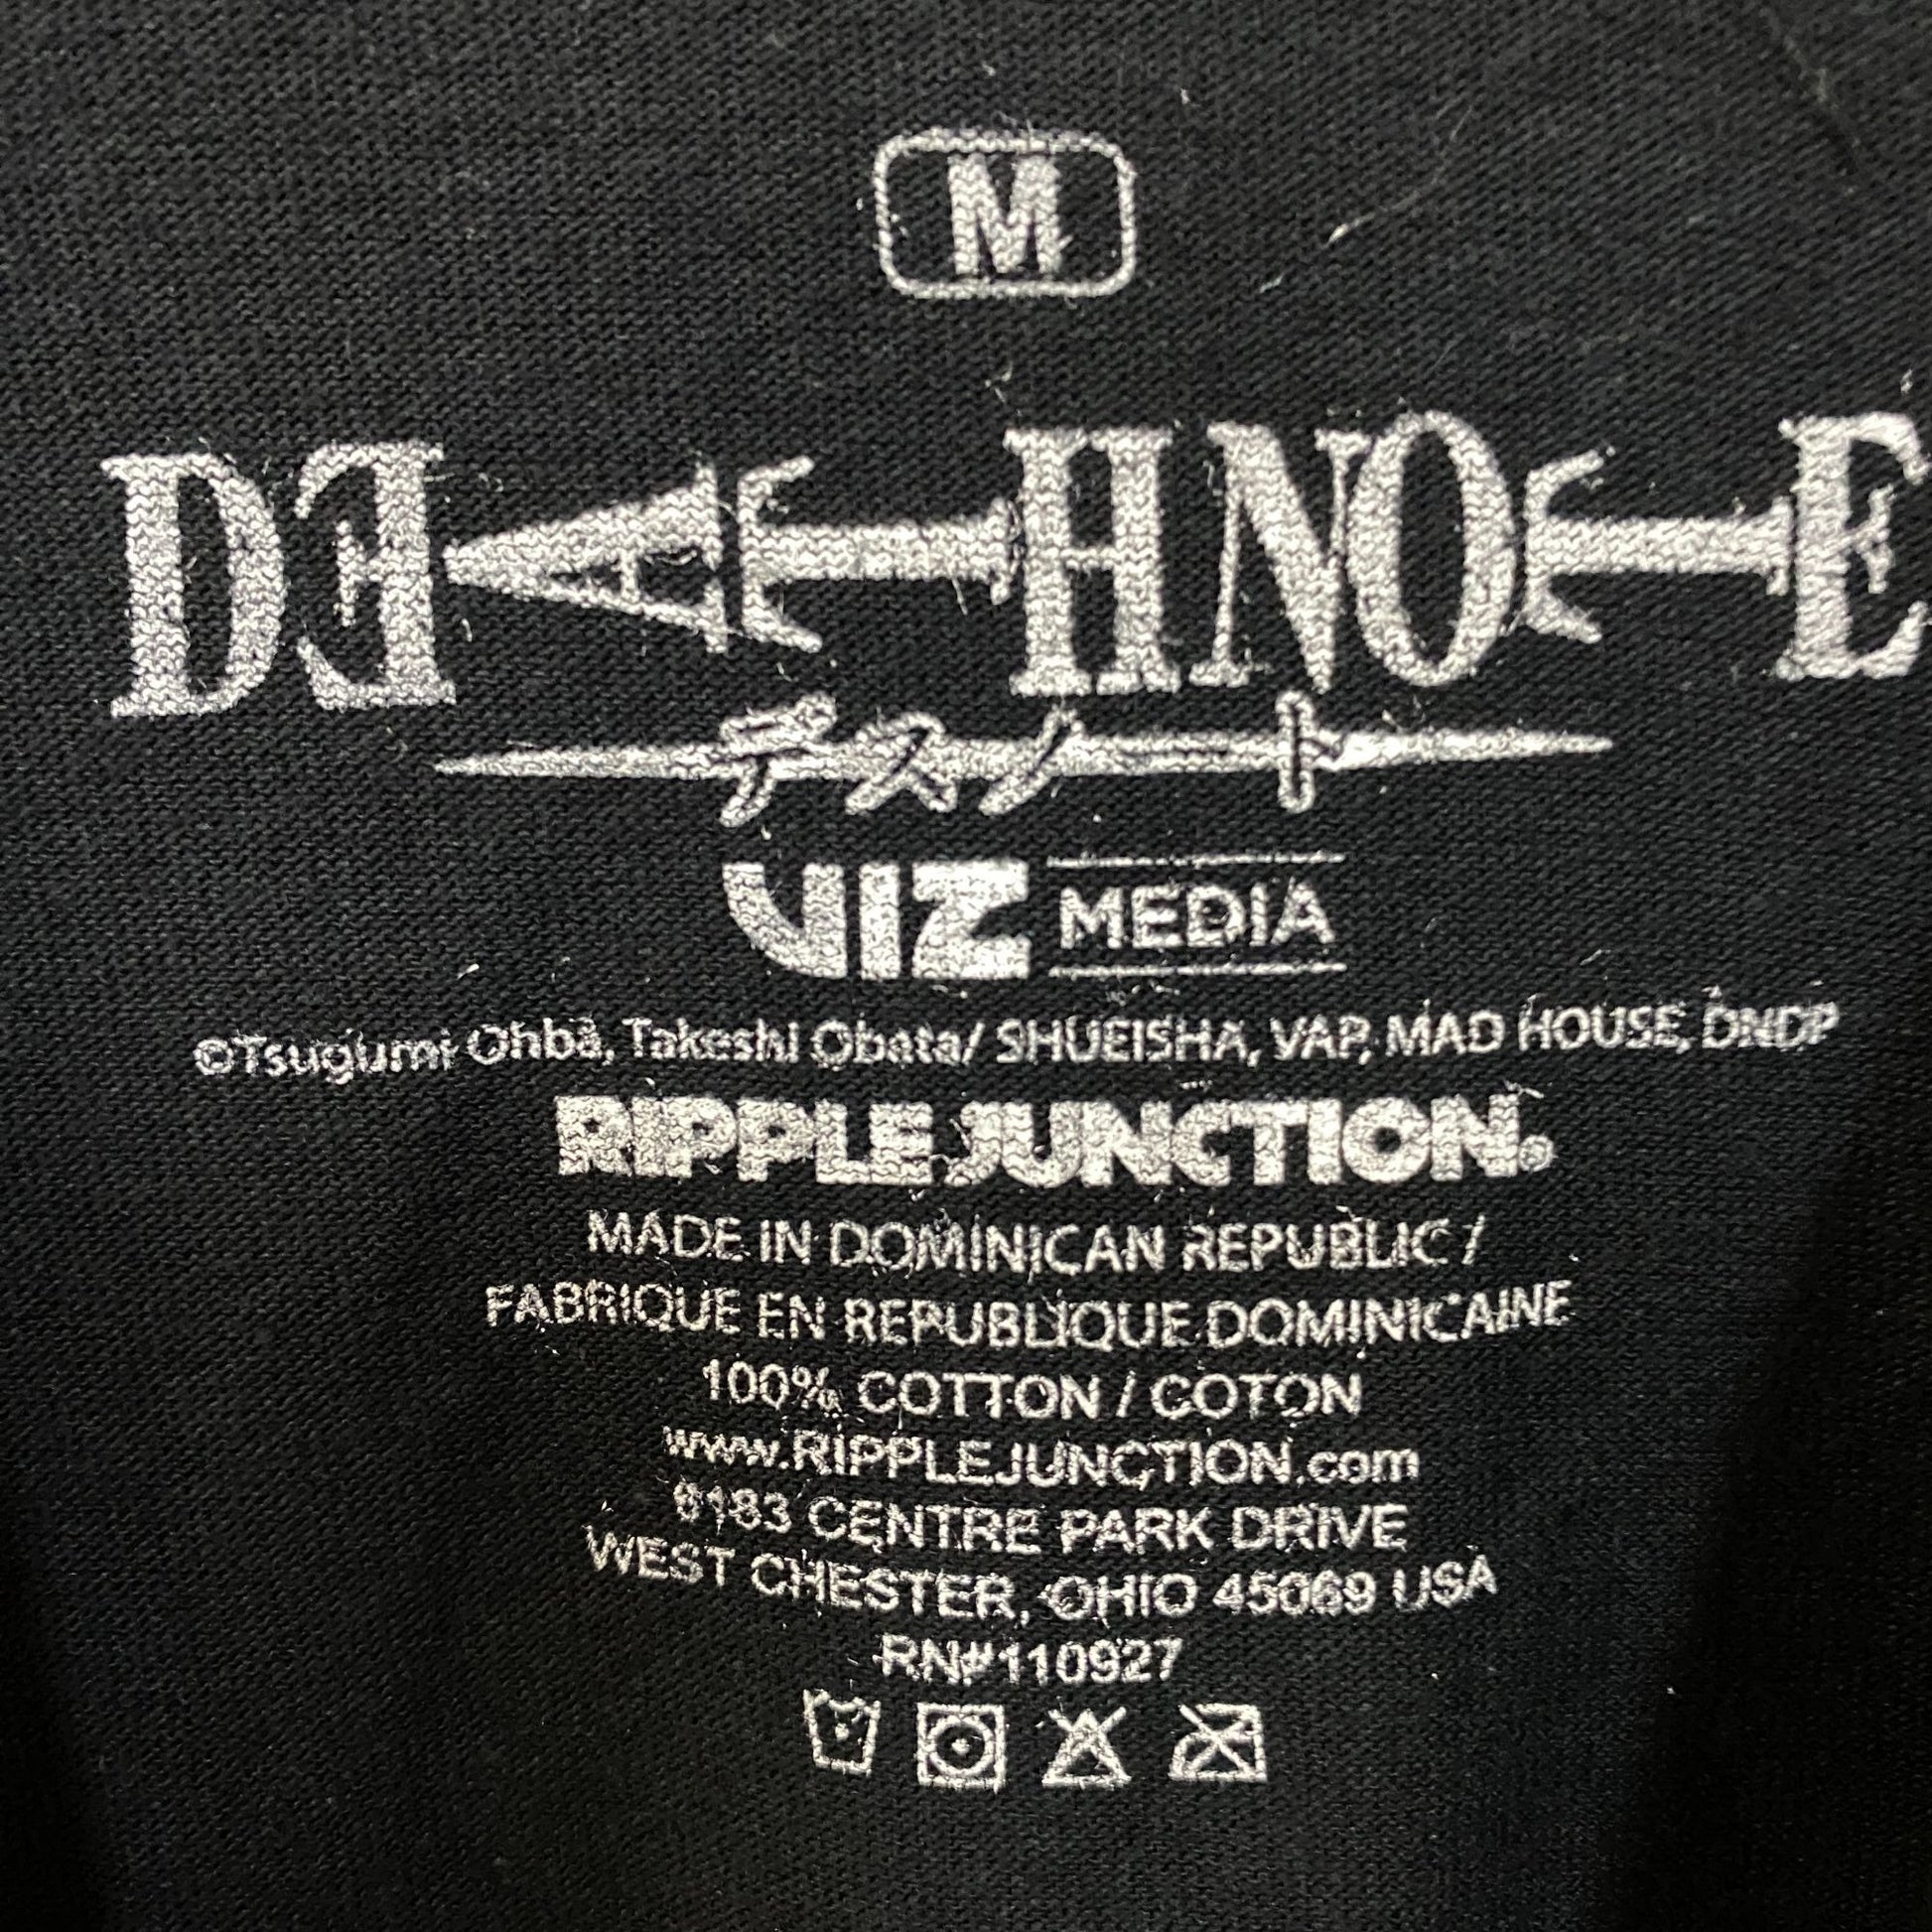 M
DEATHNOTE
デスノート
VIZ MEDIA
©Tsugumi Ohba, Takeshi Obata/ SHUEISHA, VAP, MAD HOUSE, DNDP
RIPPLE JUNCTION®
MADE IN DOMINICAN REPUBLIC /
FABRIQUE EN REPUBLIQUE DOMINICAINE
100% COTTON / COTON
www.RIPPLEJUNCTION.com
6183 CENTRE PARK DRIVE
WEST CHESTER, OHIO 45069 USA
RN#110927